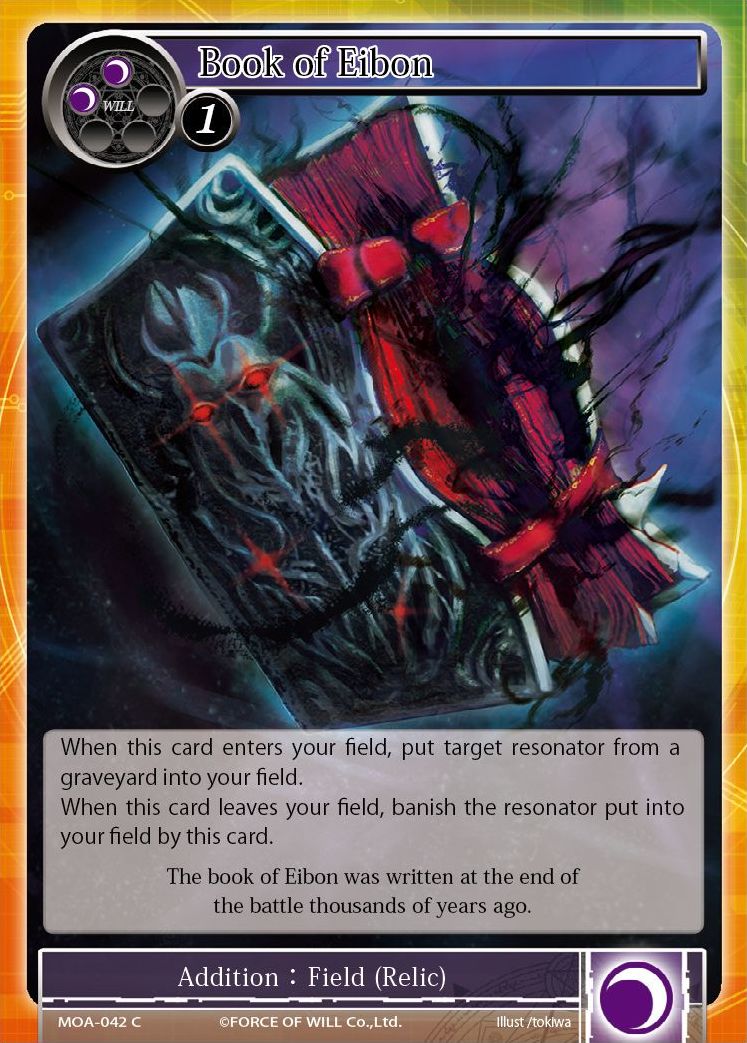 Book of Eibon
WILL
1
When this card enters your field, put target resonator from a
graveyard into your field.
When this card leaves your field, banish the resonator put into
your field by this card.
The book of Eibon was written at the end of
the battle thousands of years ago.
Addition : Field (Relic)
MOA-042 C ©FORCE OF WILL Co.,Ltd. Illust /tokiwa